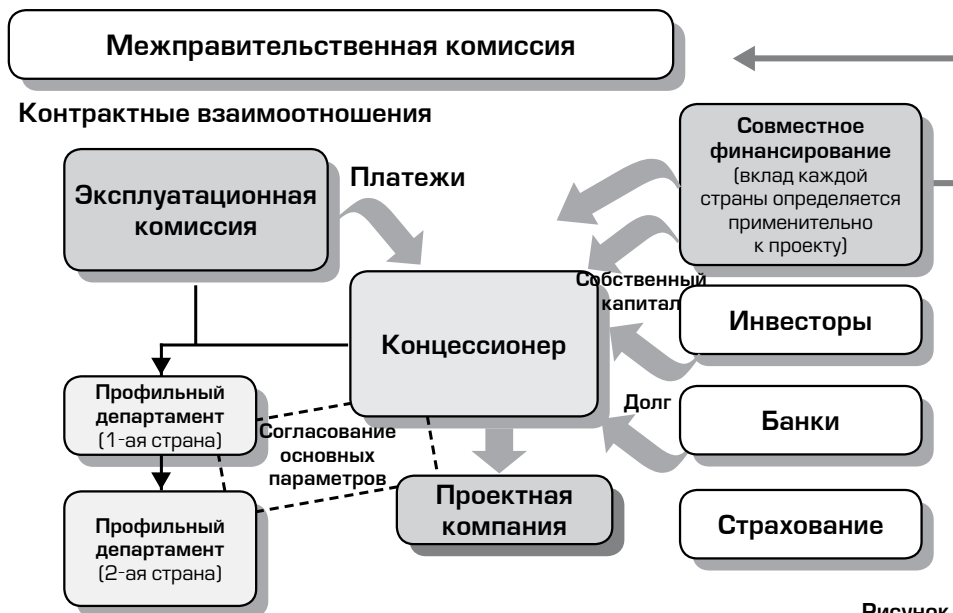 Межправительственная комиссия
Контрактные взаимоотношения
Эксплуатационная
комиссия
Платежи
Совместное
финансирование
(вклад каждой
страны определяется
применительно
к проекту)
Собственный
капитал
Концессионер
Инвесторы
Долг
Банки
Профильный
департамент
(1-ая страна)
Согласование
основных
параметров
Проектная
компания
Страхование
Профильный
департамент
(2-ая страна)
Рисунок